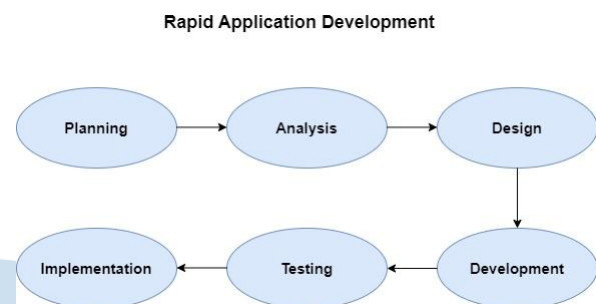 Rapid Application Development
Planning
Analysis
Design
Development
Testing
Implementation